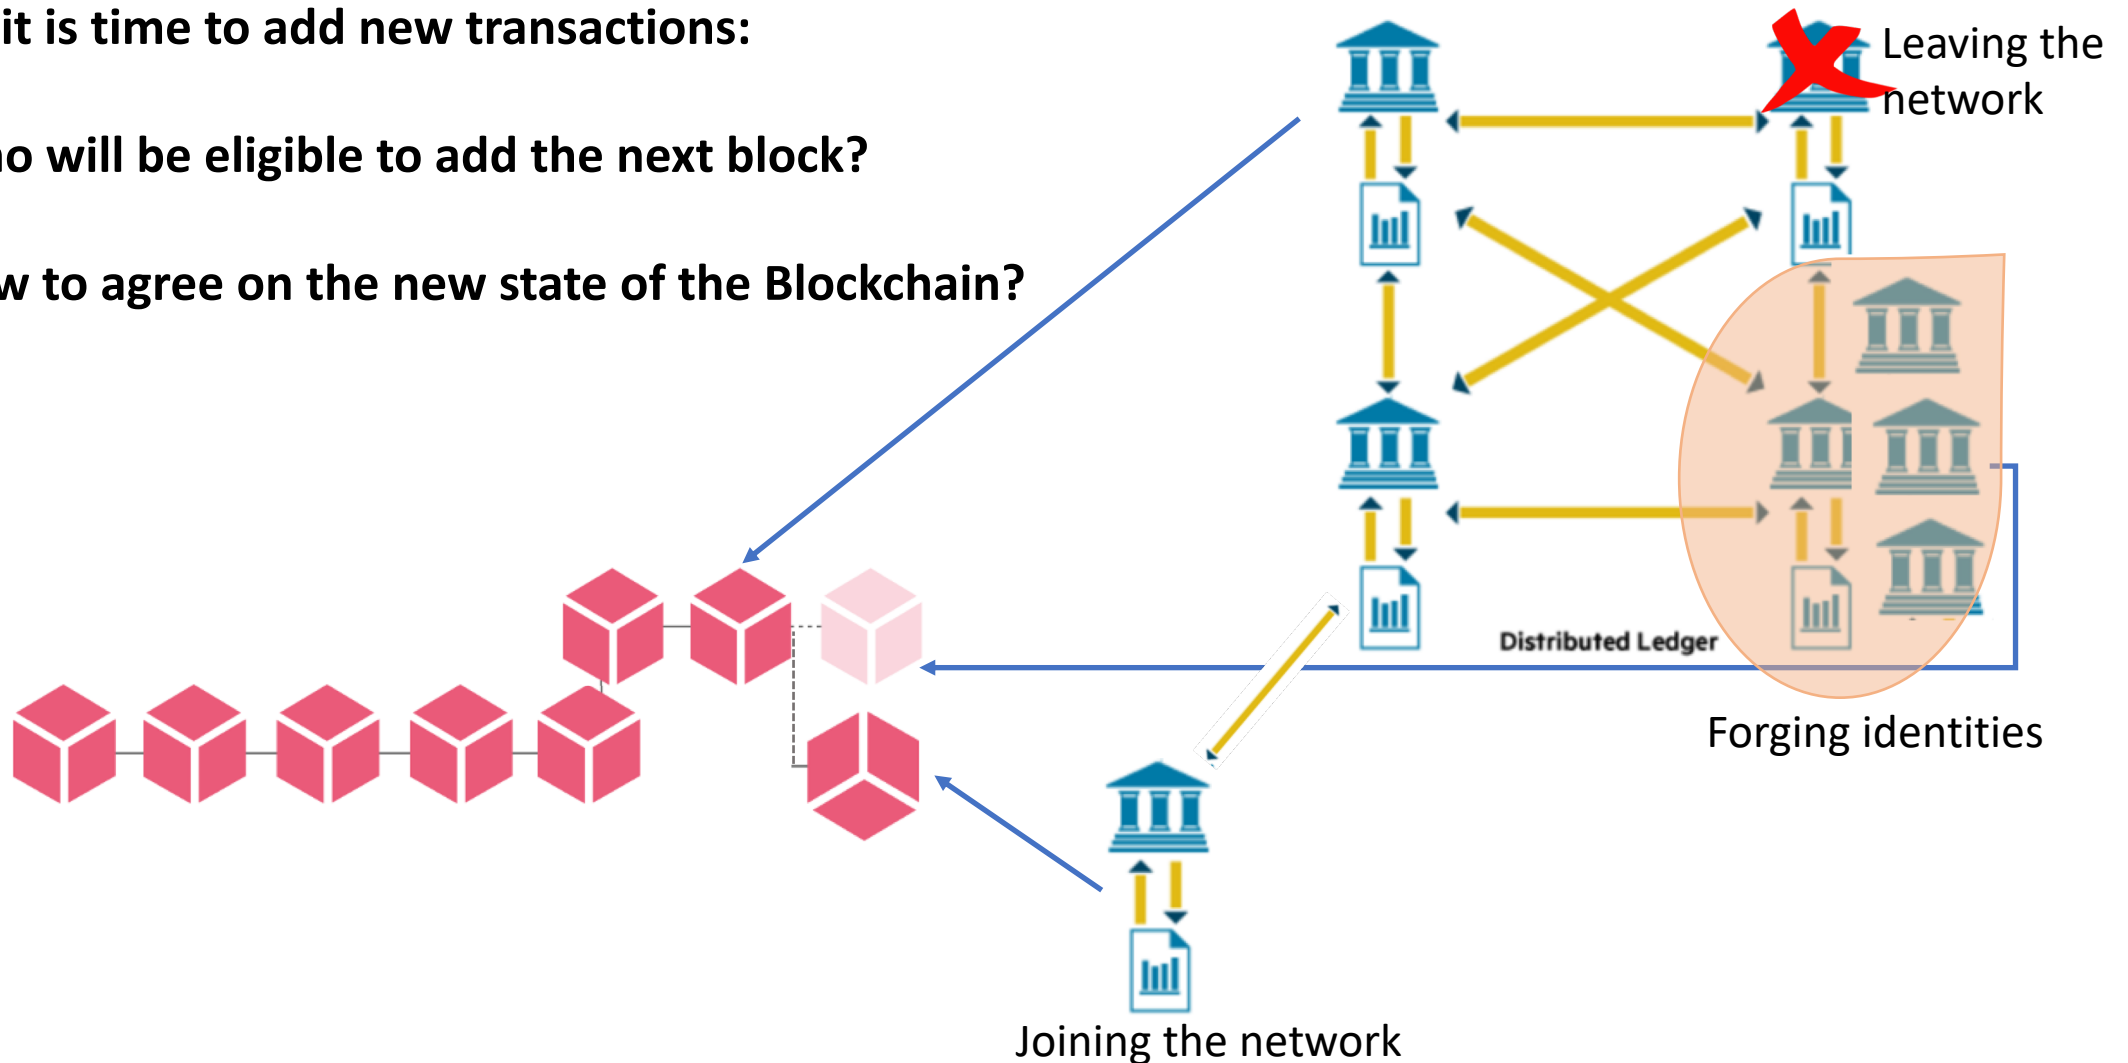 it is time to add new transactions:
o will be eligible to add the next block?
w to agree on the new state of the Blockchain?
Leaving the
network
Distributed Ledger
Forging identities
Joining the network